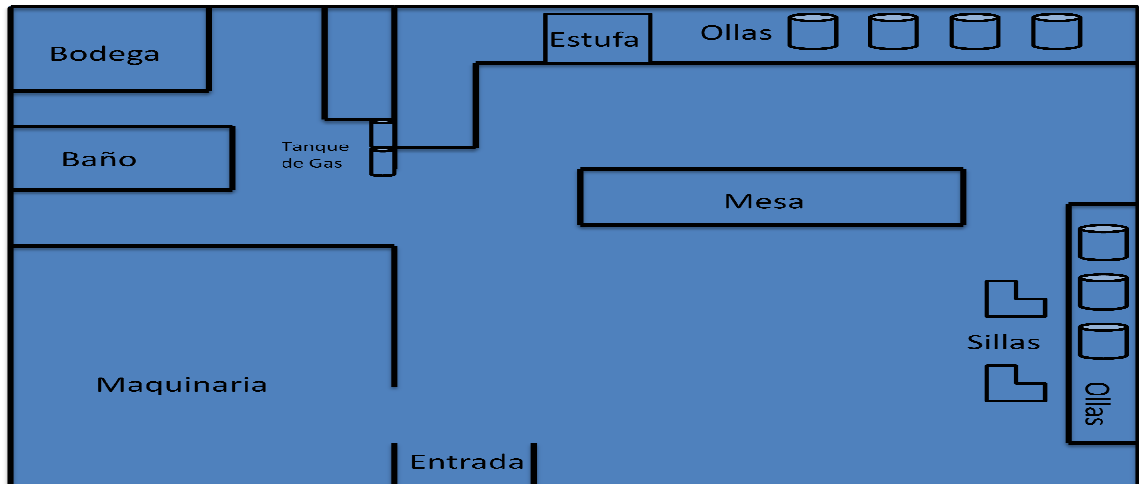 Bodega
Estufa
Ollas
Baño
Tanque
de Gas
Mesa
Sillas
Maquinaria
Ollas
Entrada